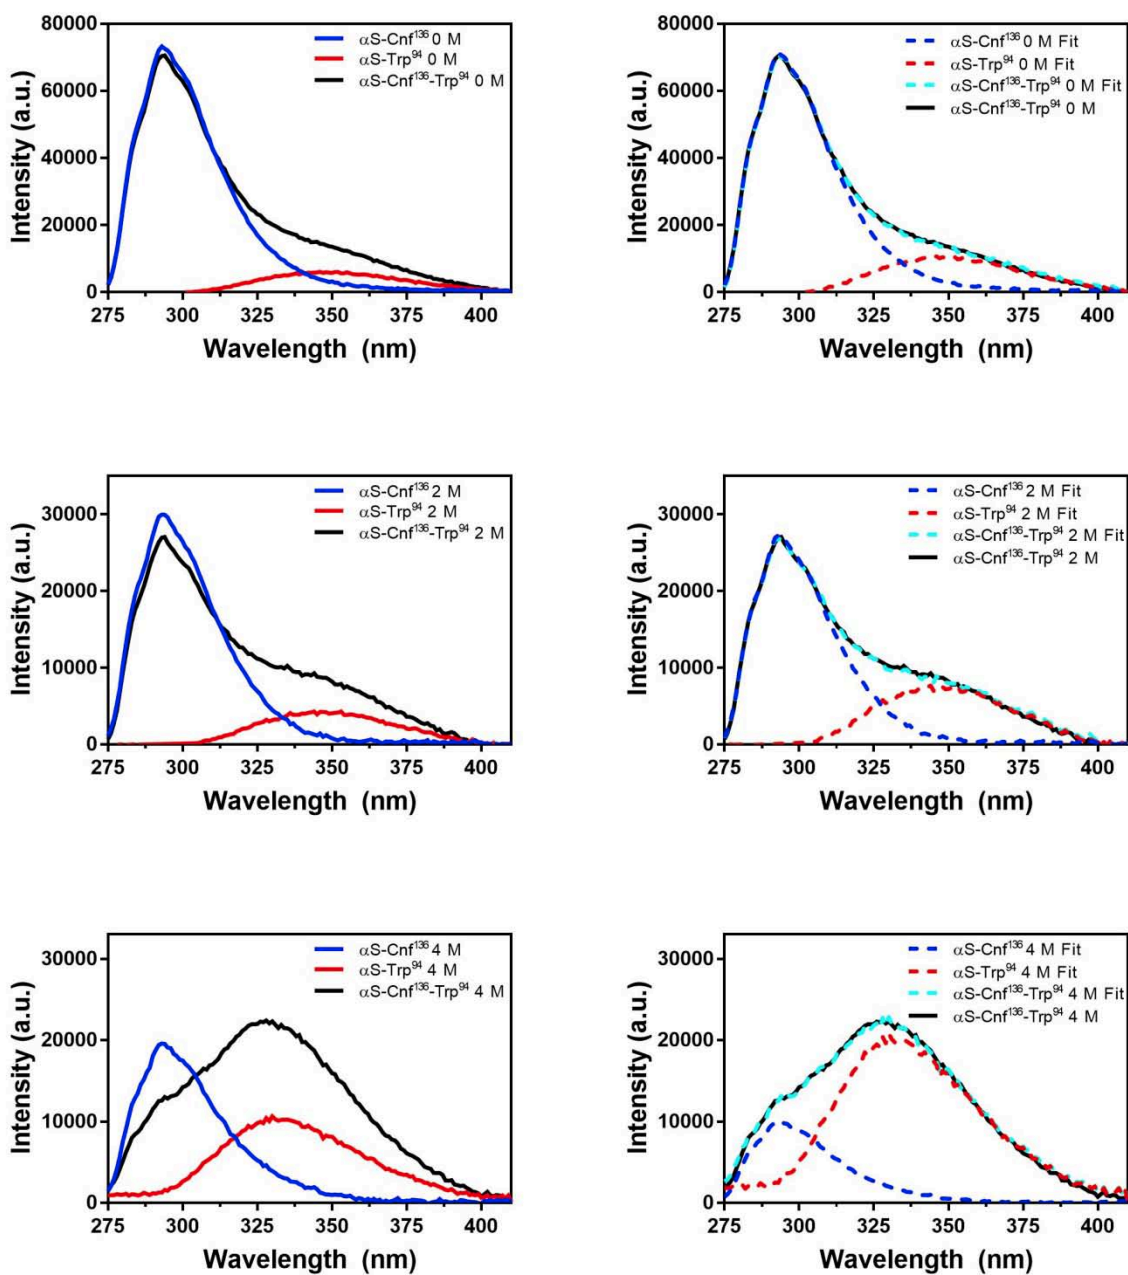 80000
60000
40000
20000
0
Intensity (a.u.)
αS-Cnf¹³⁶ 0 M
αS-Trp⁹⁴ 0 M
αS-Cnf¹³⁶-Trp⁹⁴ 0 M
275 300 325 350 375 400
Wavelength (nm)
80000
60000
40000
20000
0
Intensity (a.u.)
αS-Cnf¹³⁶ 0 M Fit
αS-Trp⁹⁴ 0 M Fit
αS-Cnf¹³⁶-Trp⁹⁴ 0 M Fit
αS-Cnf¹³⁶-Trp⁹⁴ 0 M
275 300 325 350 375 400
Wavelength (nm)
30000
20000
10000
0
Intensity (a.u.)
αS-Cnf¹³⁶ 2 M
αS-Trp⁹⁴ 2 M
αS-Cnf¹³⁶-Trp⁹⁴ 2 M
275 300 325 350 375 400
Wavelength (nm)
30000
20000
10000
0
Intensity (a.u.)
αS-Cnf¹³⁶ 2 M Fit
αS-Trp⁹⁴ 2 M Fit
αS-Cnf¹³⁶-Trp⁹⁴ 2 M Fit
αS-Cnf¹³⁶-Trp⁹⁴ 2 M
275 300 325 350 375 400
Wavelength (nm)
30000
20000
10000
0
Intensity (a.u.)
αS-Cnf¹³⁶ 4 M
αS-Trp⁹⁴ 4 M
αS-Cnf¹³⁶-Trp⁹⁴ 4 M
275 300 325 350 375 400
Wavelength (nm)
30000
20000
10000
0
Intensity (a.u.)
αS-Cnf¹³⁶ 4 M Fit
αS-Trp⁹⁴ 4 M Fit
αS-Cnf¹³⁶-Trp⁹⁴ 4 M Fit
αS-Cnf¹³⁶-Trp⁹⁴ 4 M
275 300 325 350 375 400
Wavelength (nm)